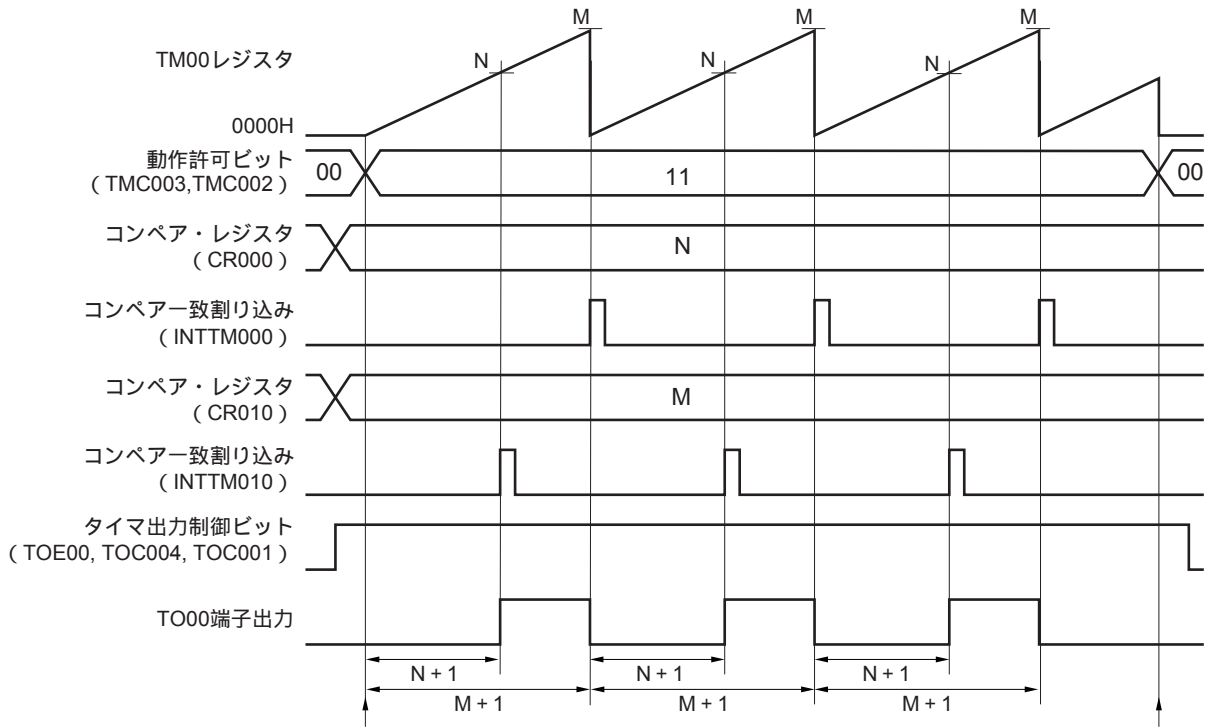 M M M
TM00レジスタ
N N N
0000H
動作許可ビット
(TMC003,TMC002)
00 11 00
コンペア・レジスタ
(CR000)
N
コンペア一致割り込み
(INTTM000)
コンペア・レジスタ
(CR010)
M
コンペア一致割り込み
(INTTM010)
タイマ出力制御ビット
(TOE00, TOC004, TOC001)
TO00端子出力
N + 1 N + 1 N + 1
M + 1 M + 1 M + 1